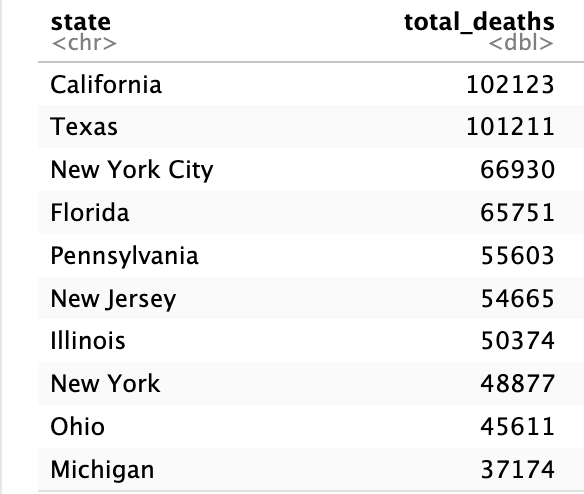 state total_deaths
<chr> <dbl>
California 102123
Texas 101211
New York City 66930
Florida 65751
Pennsylvania 55603
New Jersey 54665
Illinois 50374
New York 48877
Ohio 45611
Michigan 37174